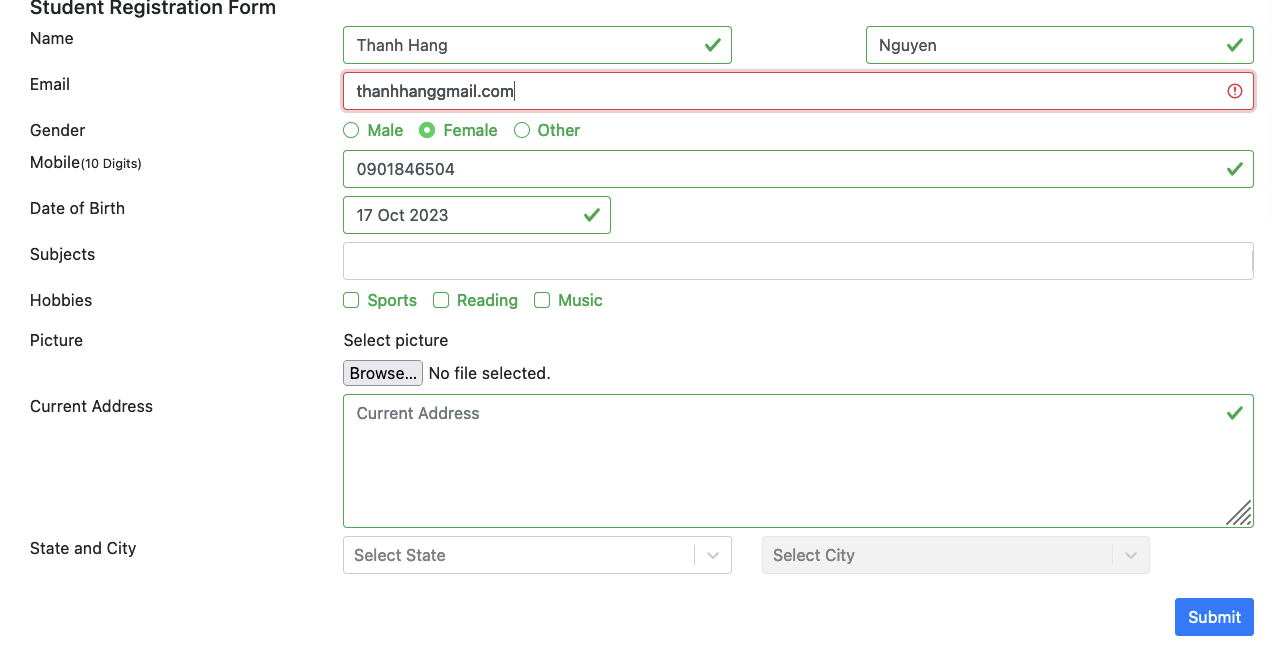 Student Registration Form
Name Thanh Hang Nguyen
Email thanhhanggmail.com
Gender Male Female Other
Mobile(10 Digits) 0901846504
Date of Birth 17 Oct 2023
Subjects
Hobbies Sports Reading Music
Picture Select picture
Browse... No file selected.
Current Address Current Address
State and City Select State Select City
Submit